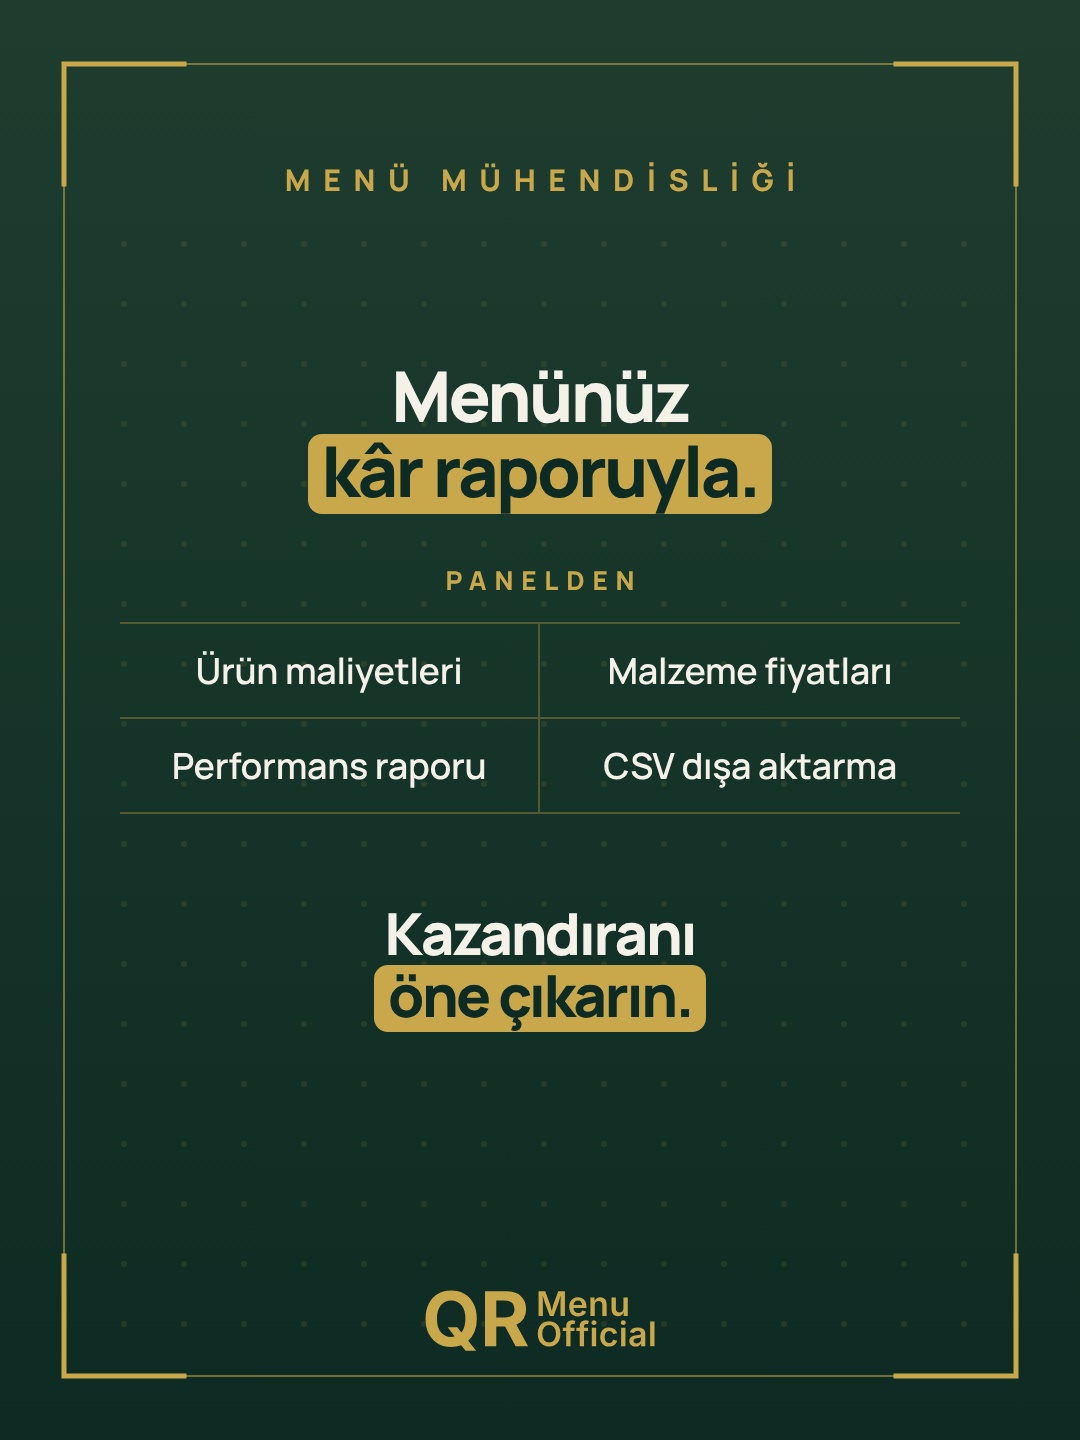 MENÜ MÜHENDİSLİĞİ
Menünüz
kâr raporuyla.
PANELDEN
Ürün maliyetleri
Malzeme fiyatları
Performans raporu
CSV dışa aktarma
Kazandıranı
öne çıkarın.
QR Menu
Official